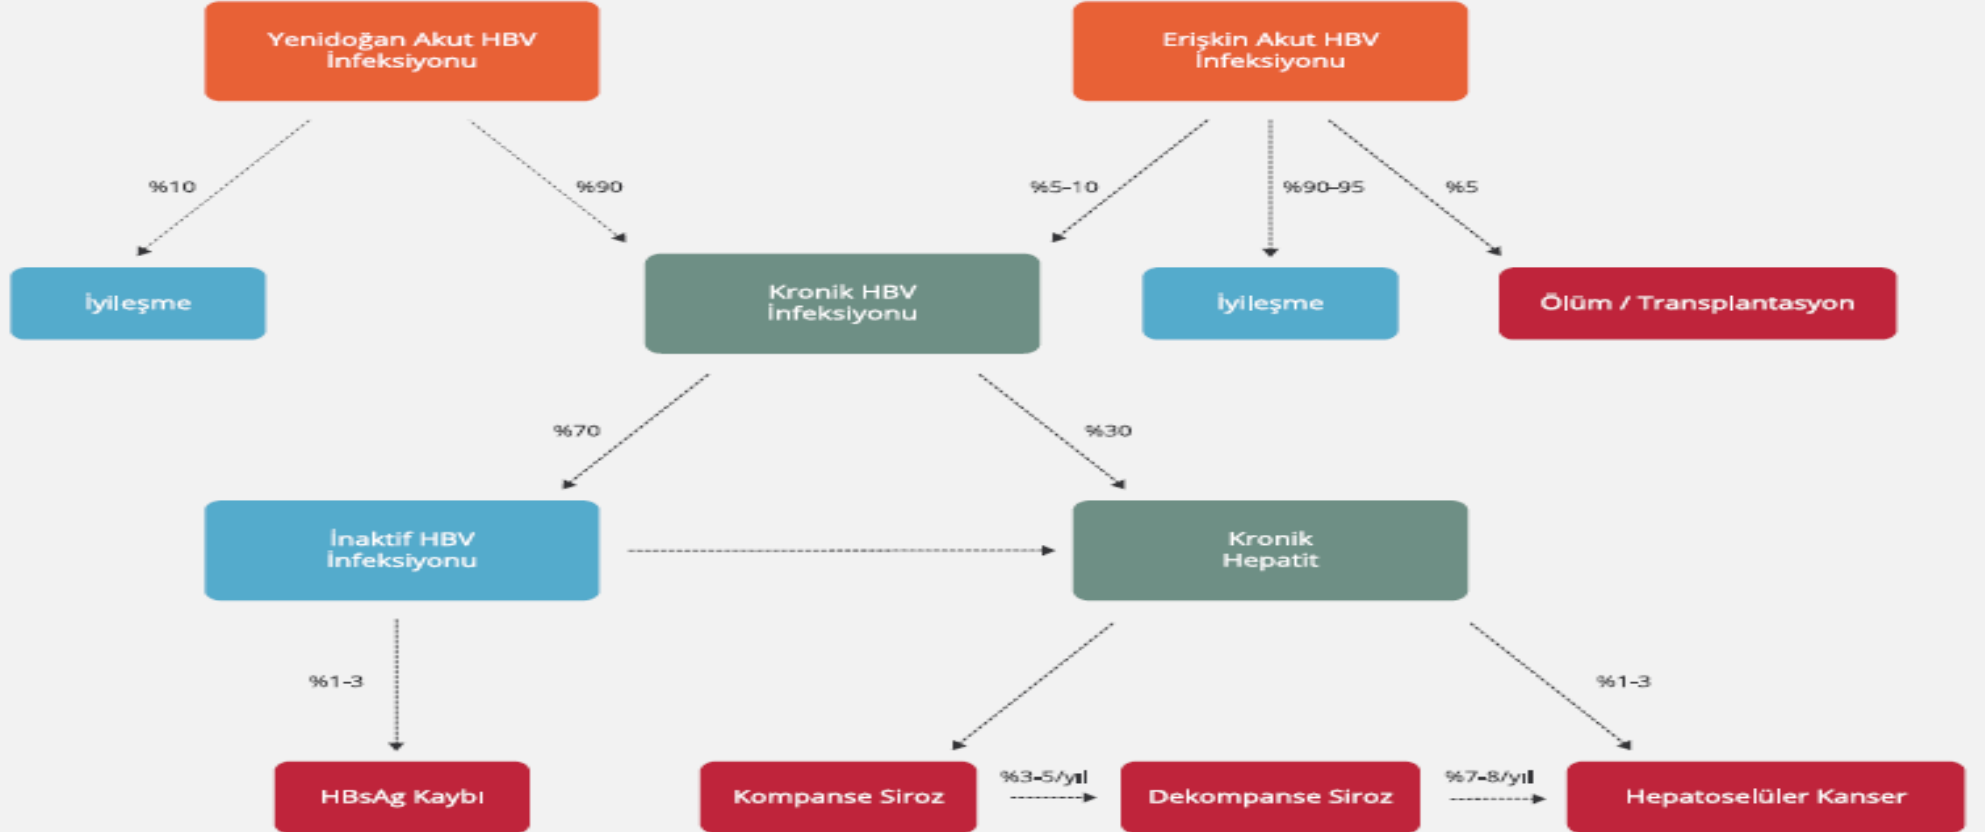 Yenidoğan Akut HBV
İnfeksiyonu
Erişkin Akut HBV
İnfeksiyonu
%10
%90
%5-10
%90-95
%5
İyileşme
Kronik HBV
İnfeksiyonu
İyileşme
Ölüm / Transplantasyon
%70
%30
İnaktif HBV
İnfeksiyonu
Kronik
Hepatit
%1-3
%1-3
HBsAg Kaybı
Kompanse Siroz
%3-5/yıl
Dekompanse Siroz
%7-8/yıl
Hepatoselüler Kanser